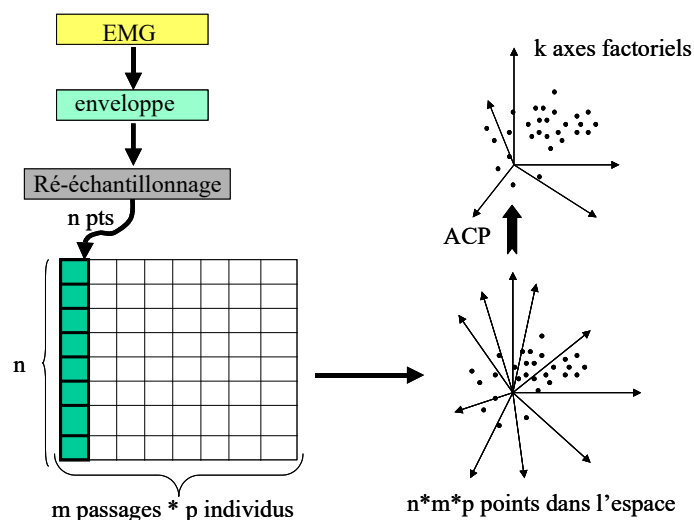 EMG
enveloppe
Ré-échantillonnage
n pts
n
m passages * p individus
k axes factoriels
ACP
n*m*p points dans l'espace